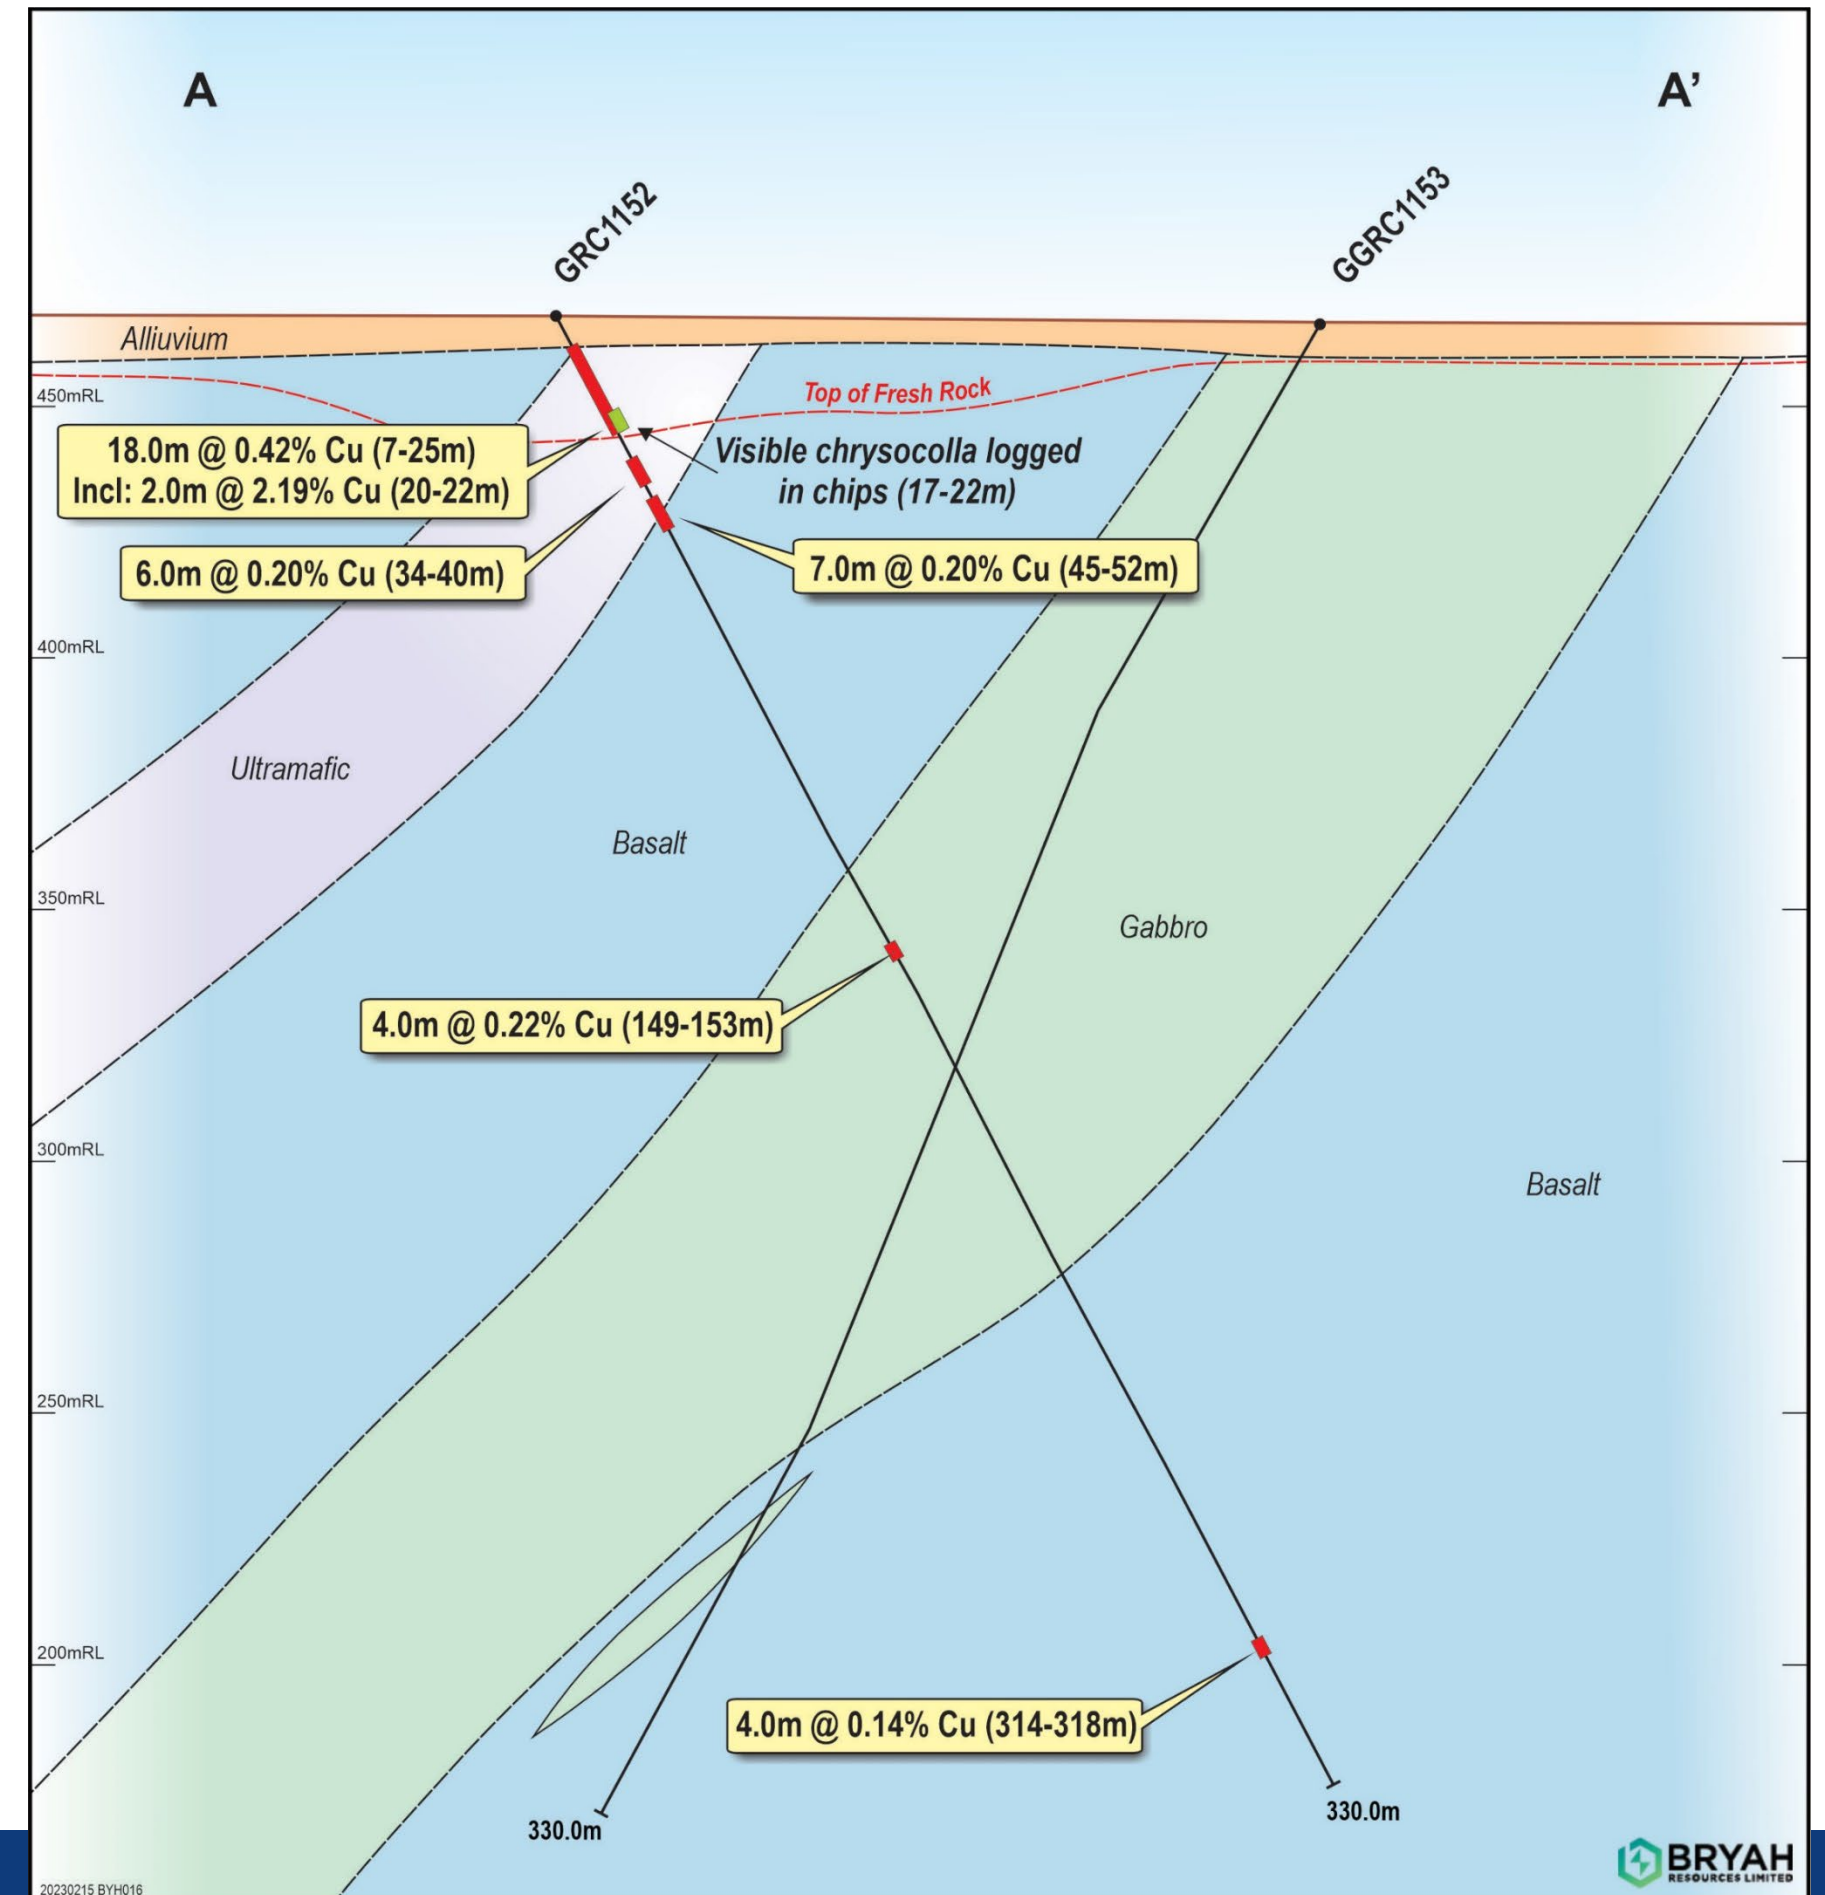 A
A’
GRC1152
GGRC1153
Alliuvium
450mRL
Top of Fresh Rock
18.0m @ 0.42% Cu (7-25m)
Incl: 2.0m @ 2.19% Cu (20-22m)
Visible chrysocolla logged
in chips (17-22m)
6.0m @ 0.20% Cu (34-40m)
7.0m @ 0.20% Cu (45-52m)
400mRL
Ultramafic
Basalt
350mRL
Gabbro
4.0m @ 0.22% Cu (149-153m)
300mRL
Basalt
250mRL
200mRL
4.0m @ 0.14% Cu (314-318m)
330.0m
330.0m
BRYAH
RESOURCES LIMITED
20230215 BYH016